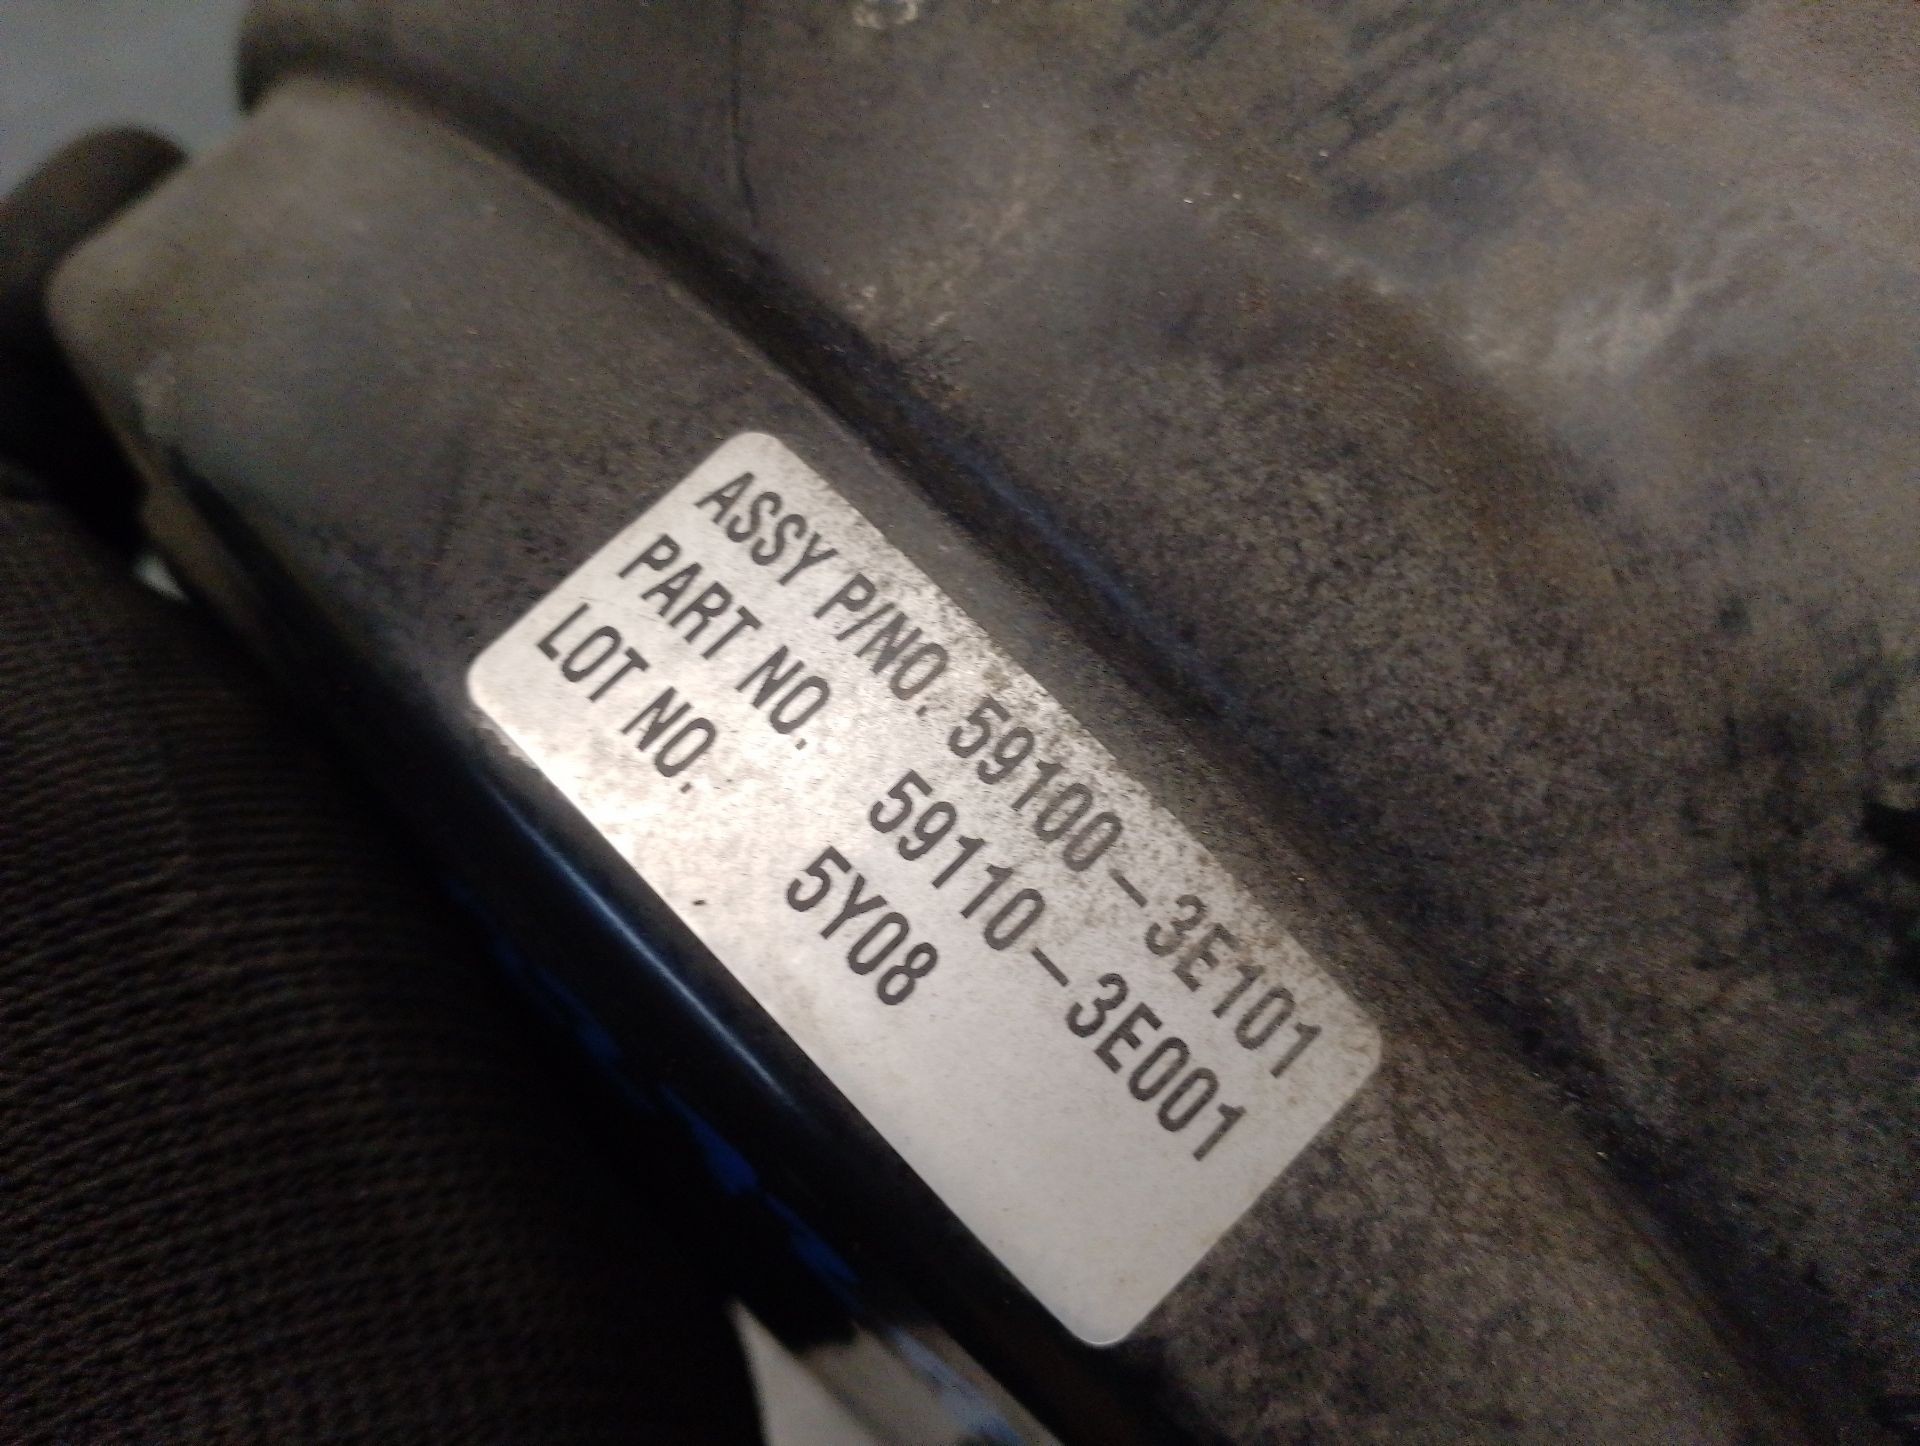 ASSY P/NO. 59100-3E101
PART NO. 59110-3E001
LOT NO. 5Y08